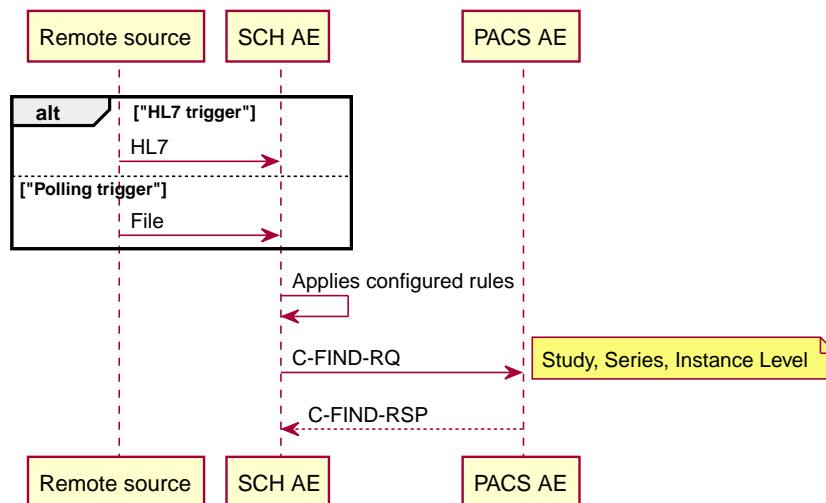 Remote source
SCH AE
PACS AE
alt
["HL7 trigger"]
HL7
["Polling trigger"]
File
Applies configured rules
C-FIND-RQ
Study, Series, Instance Level
C-FIND-RSP
Remote source
SCH AE
PACS AE